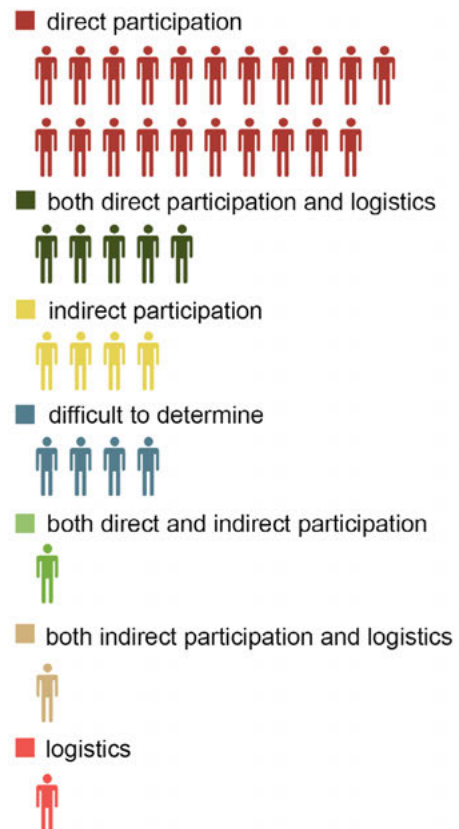 direct participation
both direct participation and logistics
indirect participation
difficult to determine
both direct and indirect participation
both indirect participation and logistics
logistics